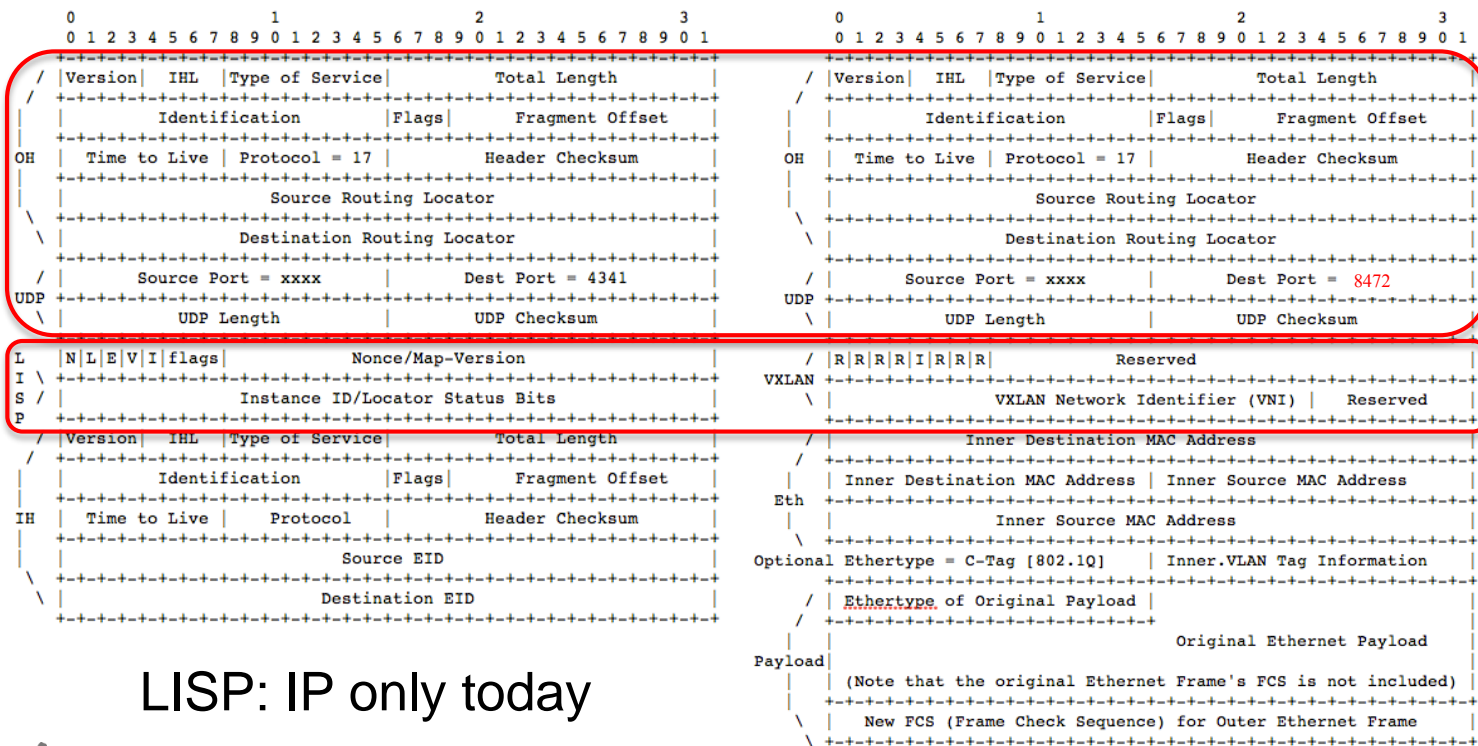 0 1 2 3
0 1 2 3 4 5 6 7 8 9 0 1 2 3 4 5 6 7 8 9 0 1 2 3 4 5 6 7 8 9 0 1
+-+-+-+-+-+-+-+-+-+-+-+-+-+-+-+-+-+-+-+-+-+-+-+-+-+-+-+-+-+-+-+-+
/ |Version| IHL |Type of Service| Total Length |
/ +-+-+-+-+-+-+-+-+-+-+-+-+-+-+-+-+-+-+-+-+-+-+-+-+-+-+-+-+-+-+-+-+
| | Identification |Flags| Fragment Offset |
| +-+-+-+-+-+-+-+-+-+-+-+-+-+-+-+-+-+-+-+-+-+-+-+-+-+-+-+-+-+-+-+-+
OH | Time to Live | Protocol = 17 | Header Checksum |
| +-+-+-+-+-+-+-+-+-+-+-+-+-+-+-+-+-+-+-+-+-+-+-+-+-+-+-+-+-+-+-+-+
| | Source Routing Locator |
\ +-+-+-+-+-+-+-+-+-+-+-+-+-+-+-+-+-+-+-+-+-+-+-+-+-+-+-+-+-+-+-+-+
\ | Destination Routing Locator |
+-+-+-+-+-+-+-+-+-+-+-+-+-+-+-+-+-+-+-+-+-+-+-+-+-+-+-+-+-+-+-+-+
/ | Source Port = xxxx | Dest Port = 4341 |
UDP +-+-+-+-+-+-+-+-+-+-+-+-+-+-+-+-+-+-+-+-+-+-+-+-+-+-+-+-+-+-+-+-+
\ | UDP Length | UDP Checksum |
+-+-+-+-+-+-+-+-+-+-+-+-+-+-+-+-+-+-+-+-+-+-+-+-+-+-+-+-+-+-+-+-+
L |N|L|E|V|I|flags| Nonce/Map-Version |
I \ +-+-+-+-+-+-+-+-+-+-+-+-+-+-+-+-+-+-+-+-+-+-+-+-+-+-+-+-+-+-+-+-+
S / | Instance ID/Locator Status Bits |
P +-+-+-+-+-+-+-+-+-+-+-+-+-+-+-+-+-+-+-+-+-+-+-+-+-+-+-+-+-+-+-+-+
/ |Version| IHL |Type of Service| Total Length |
/ +-+-+-+-+-+-+-+-+-+-+-+-+-+-+-+-+-+-+-+-+-+-+-+-+-+-+-+-+-+-+-+-+
| | Identification |Flags| Fragment Offset |
| +-+-+-+-+-+-+-+-+-+-+-+-+-+-+-+-+-+-+-+-+-+-+-+-+-+-+-+-+-+-+-+-+
IH | Time to Live | Protocol | Header Checksum |
| +-+-+-+-+-+-+-+-+-+-+-+-+-+-+-+-+-+-+-+-+-+-+-+-+-+-+-+-+-+-+-+-+
| | Source EID |
\ +-+-+-+-+-+-+-+-+-+-+-+-+-+-+-+-+-+-+-+-+-+-+-+-+-+-+-+-+-+-+-+-+
\ | Destination EID |
+-+-+-+-+-+-+-+-+-+-+-+-+-+-+-+-+-+-+-+-+-+-+-+-+-+-+-+-+-+-+-+-+
LISP: IP only today
0 1 2 3
0 1 2 3 4 5 6 7 8 9 0 1 2 3 4 5 6 7 8 9 0 1 2 3 4 5 6 7 8 9 0 1
+-+-+-+-+-+-+-+-+-+-+-+-+-+-+-+-+-+-+-+-+-+-+-+-+-+-+-+-+-+-+-+-+
/ |Version| IHL |Type of Service| Total Length |
/ +-+-+-+-+-+-+-+-+-+-+-+-+-+-+-+-+-+-+-+-+-+-+-+-+-+-+-+-+-+-+-+-+
| | Identification |Flags| Fragment Offset |
| +-+-+-+-+-+-+-+-+-+-+-+-+-+-+-+-+-+-+-+-+-+-+-+-+-+-+-+-+-+-+-+-+
OH | Time to Live | Protocol = 17 | Header Checksum |
| +-+-+-+-+-+-+-+-+-+-+-+-+-+-+-+-+-+-+-+-+-+-+-+-+-+-+-+-+-+-+-+-+
| | Source Routing Locator |
\ +-+-+-+-+-+-+-+-+-+-+-+-+-+-+-+-+-+-+-+-+-+-+-+-+-+-+-+-+-+-+-+-+
\ | Destination Routing Locator |
+-+-+-+-+-+-+-+-+-+-+-+-+-+-+-+-+-+-+-+-+-+-+-+-+-+-+-+-+-+-+-+-+
/ | Source Port = xxxx | Dest Port = 8472 |
UDP +-+-+-+-+-+-+-+-+-+-+-+-+-+-+-+-+-+-+-+-+-+-+-+-+-+-+-+-+-+-+-+-+
\ | UDP Length | UDP Checksum |
+-+-+-+-+-+-+-+-+-+-+-+-+-+-+-+-+-+-+-+-+-+-+-+-+-+-+-+-+-+-+-+-+
/ |R|R|R|R|I|R|R|R| Reserved |
VXLAN +-+-+-+-+-+-+-+-+-+-+-+-+-+-+-+-+-+-+-+-+-+-+-+-+-+-+-+-+-+-+-+-+
\ | VXLAN Network Identifier (VNI) | Reserved |
+-+-+-+-+-+-+-+-+-+-+-+-+-+-+-+-+-+-+-+-+-+-+-+-+-+-+-+-+-+-+-+-+
/ | Inner Destination MAC Address |
/ +-+-+-+-+-+-+-+-+-+-+-+-+-+-+-+-+-+-+-+-+-+-+-+-+-+-+-+-+-+-+-+-+
| | Inner Destination MAC Address | Inner Source MAC Address |
Eth +-+-+-+-+-+-+-+-+-+-+-+-+-+-+-+-+-+-+-+-+-+-+-+-+-+-+-+-+-+-+-+-+
| | Inner Source MAC Address |
\ +-+-+-+-+-+-+-+-+-+-+-+-+-+-+-+-+-+-+-+-+-+-+-+-+-+-+-+-+-+-+-+-+
Optional Ethertype = C-Tag [802.1Q] | Inner.VLAN Tag Information |
+-+-+-+-+-+-+-+-+-+-+-+-+-+-+-+-+-+-+-+-+-+-+-+-+-+-+-+-+-+-+-+-+
/ | Ethertype of Original Payload | |
/ +-+-+-+-+-+-+-+-+-+-+-+-+-+-+-+-+ |
| | Original Ethernet Payload |
Payload| |
| | (Note that the original Ethernet Frame's FCS is not included) |
| +-+-+-+-+-+-+-+-+-+-+-+-+-+-+-+-+-+-+-+-+-+-+-+-+-+-+-+-+-+-+-+-+
\ | New FCS (Frame Check Sequence) for Outer Ethernet Frame |
\ +-+-+-+-+-+-+-+-+-+-+-+-+-+-+-+-+-+-+-+-+-+-+-+-+-+-+-+-+-+-+-+-+